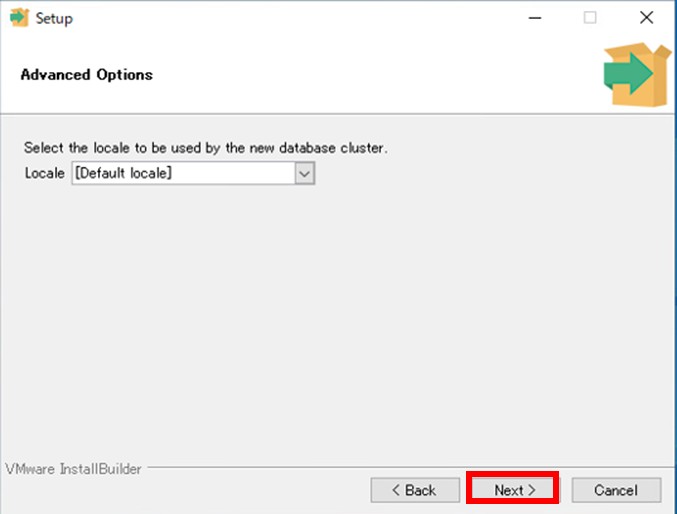 Setup
Advanced Options
Select the locale to be used by the new database cluster.
Locale [Default locale]
VMware InstallBuilder
< Back Next > Cancel